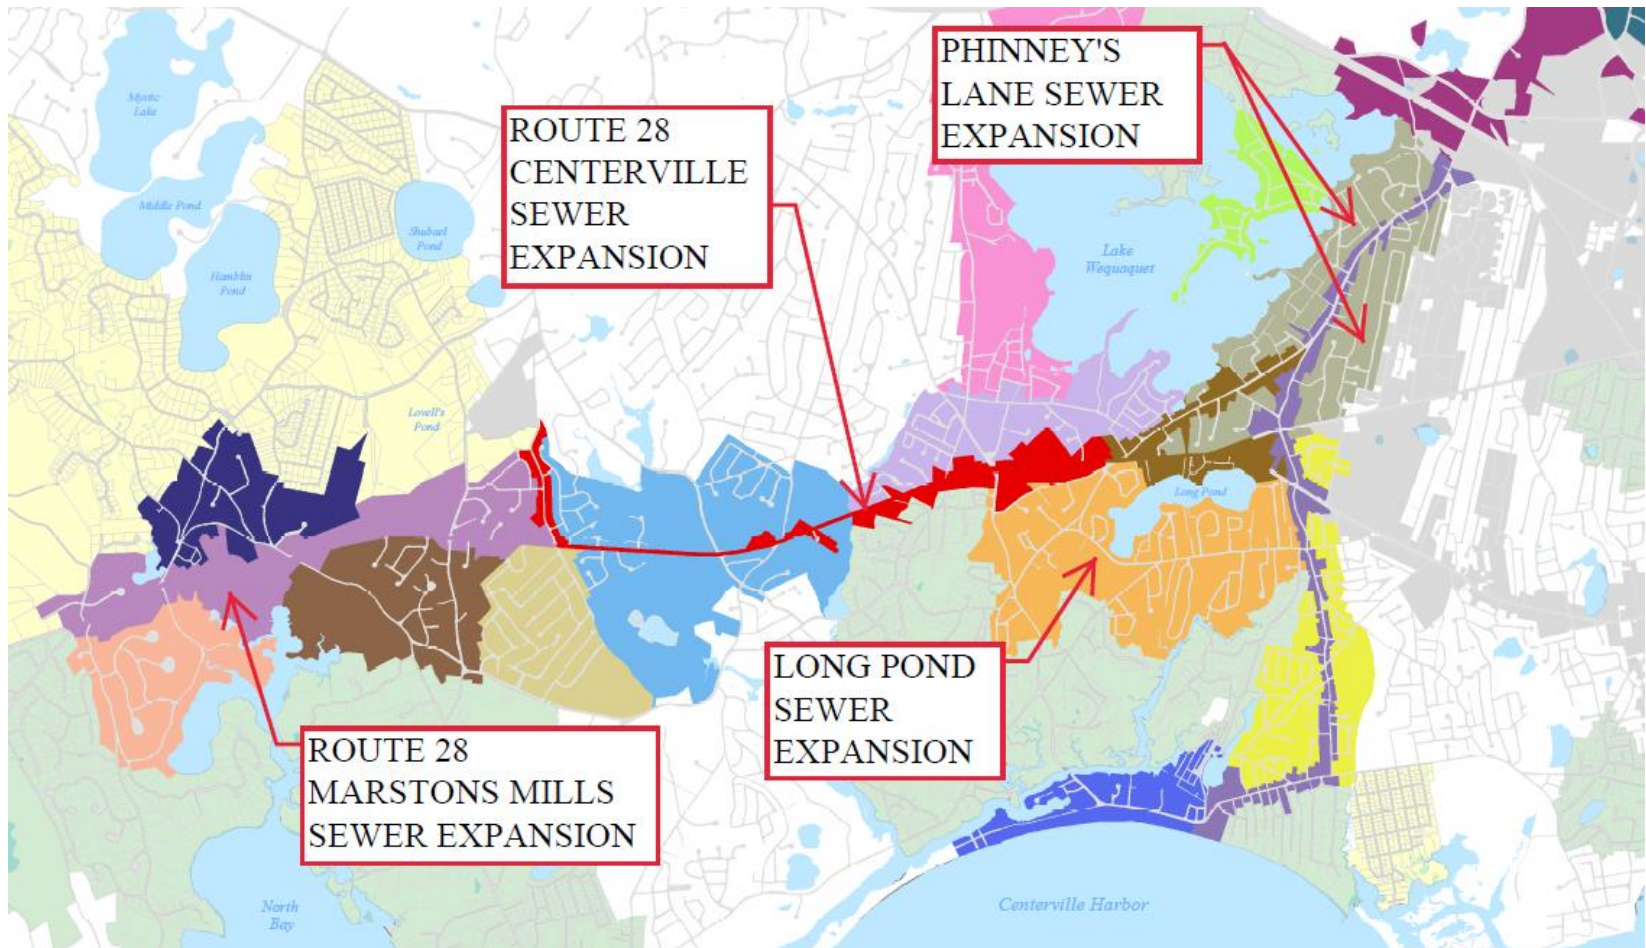 PHINNEY'S
LANE SEWER
EXPANSION
ROUTE 28
CENTERVILLE
SEWER
EXPANSION
Mystic
Lake
Middle Pond
Shubael
Pond
Hamblin
Pond
Lake
Wequaquet
Lovell's
Pond
Long Pond
LONG POND
SEWER
EXPANSION
ROUTE 28
MARSTONS MILLS
SEWER EXPANSION
North
Bay
Centerville Harbor